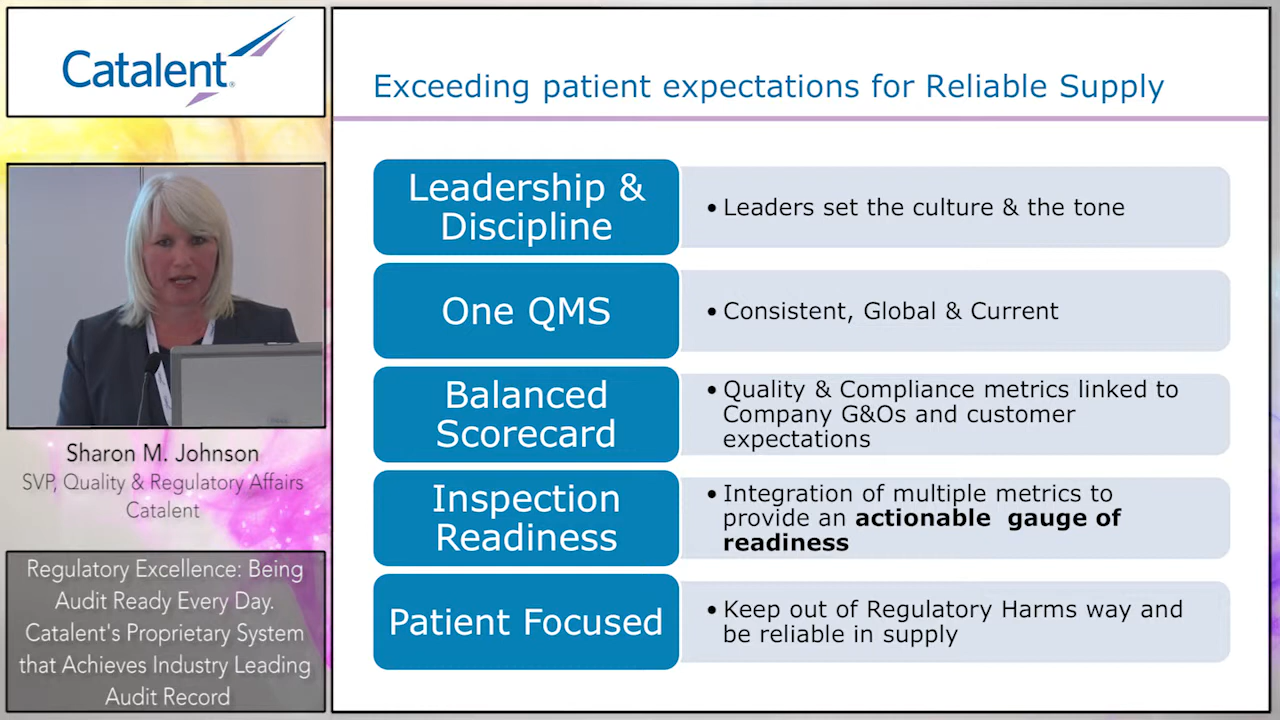 Catalent®
Sharon M. Johnson
SVP, Quality & Regulatory Affairs
Catalent
Regulatory Excellence: Being
Audit Ready Every Day.
Catalent's Proprietary System
that Achieves Industry Leading
Audit Record
Exceeding patient expectations for Reliable Supply
Leadership &
Discipline
• Leaders set the culture & the tone
One QMS
• Consistent, Global & Current
Balanced
Scorecard
• Quality & Compliance metrics linked to
Company G&Os and customer
expectations
Inspection
Readiness
• Integration of multiple metrics to
provide an actionable gauge of
readiness
Patient Focused
• Keep out of Regulatory Harms way and
be reliable in supply